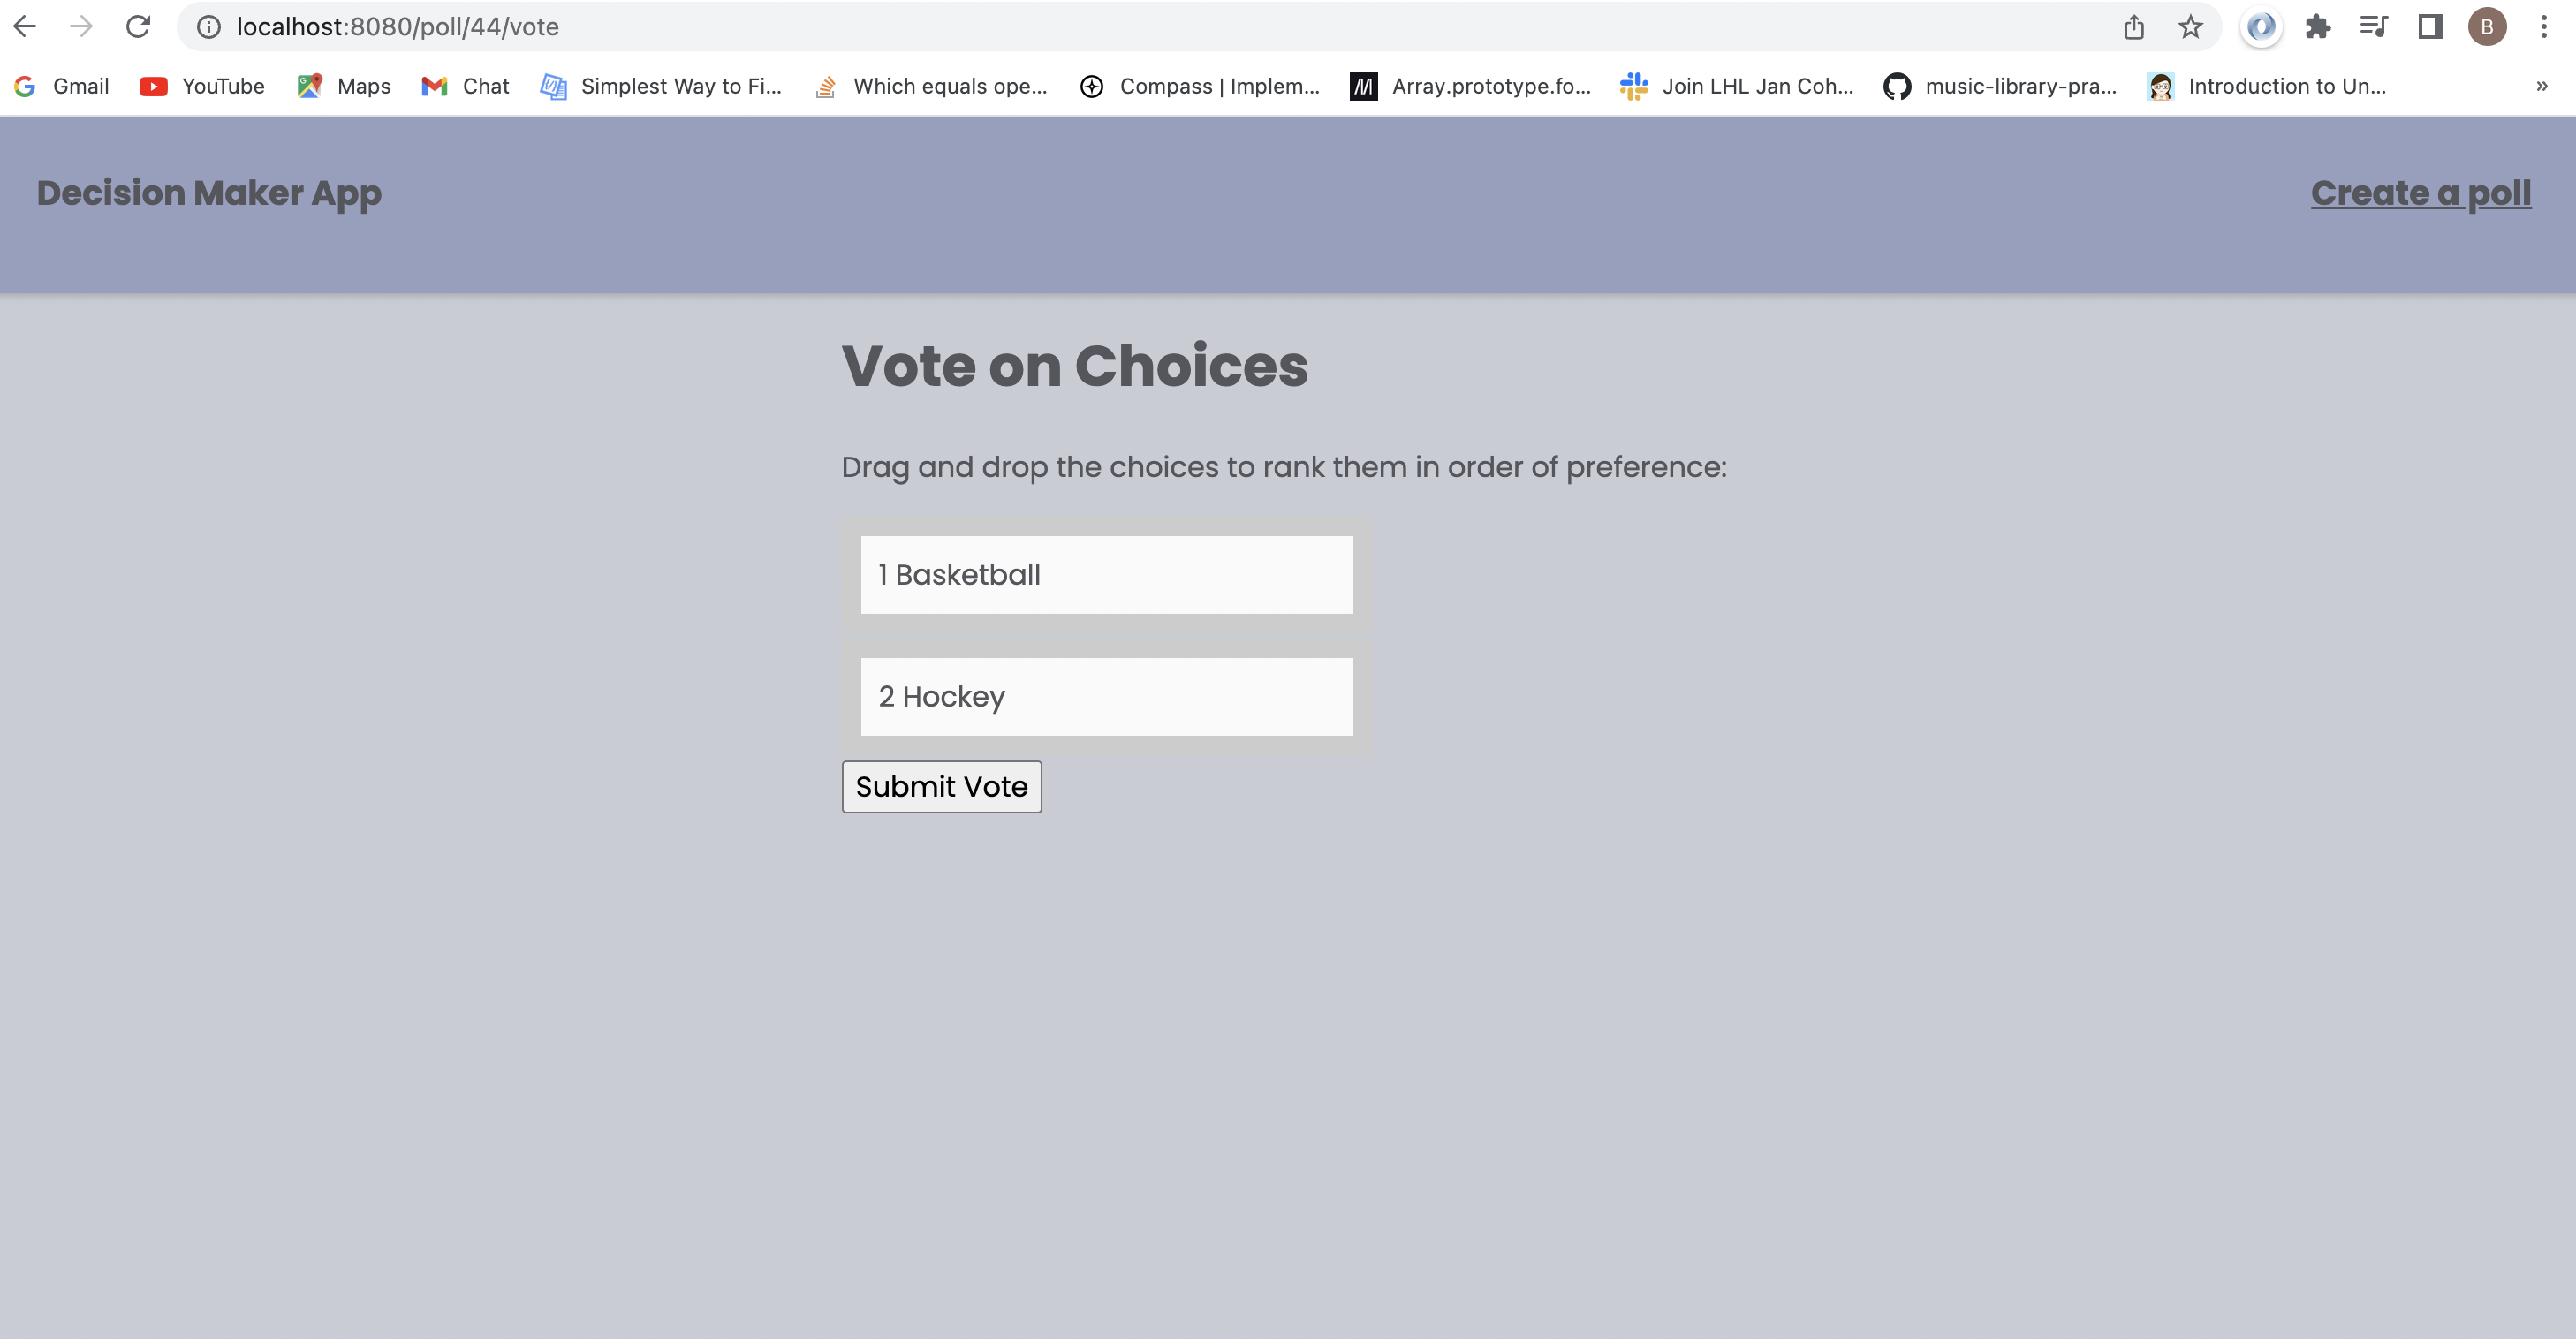 localhost:8080/poll/44/vote
B
Gmail YouTube Maps Chat Simplest Way to Fi... Which equals ope... Compass | Implem... Array.prototype.fo... Join LHL Jan Coh... music-library-pra... Introduction to Un... »
Decision Maker App Create a poll
Vote on Choices
Drag and drop the choices to rank them in order of preference:
1 Basketball
2 Hockey
Submit Vote